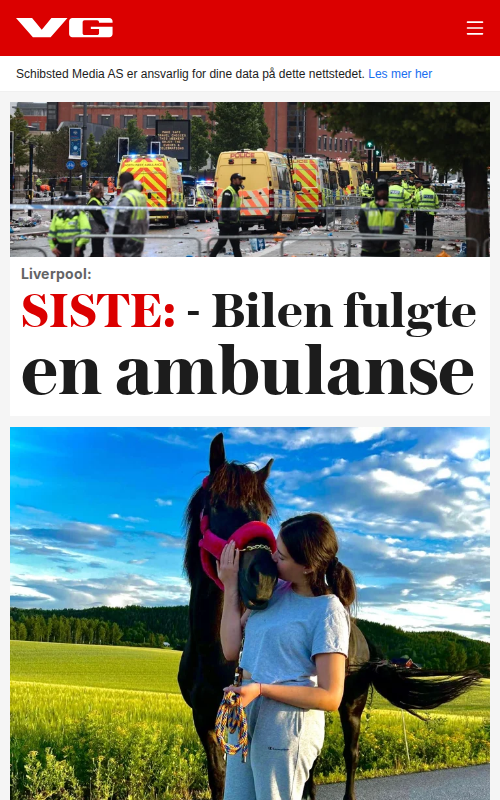 VG
Schibsted Media AS er ansvarlig for dine data på dette nettstedet. Les mer her
POLICE
Liverpool:
SISTE: - Bilen fulgte
en ambulanse